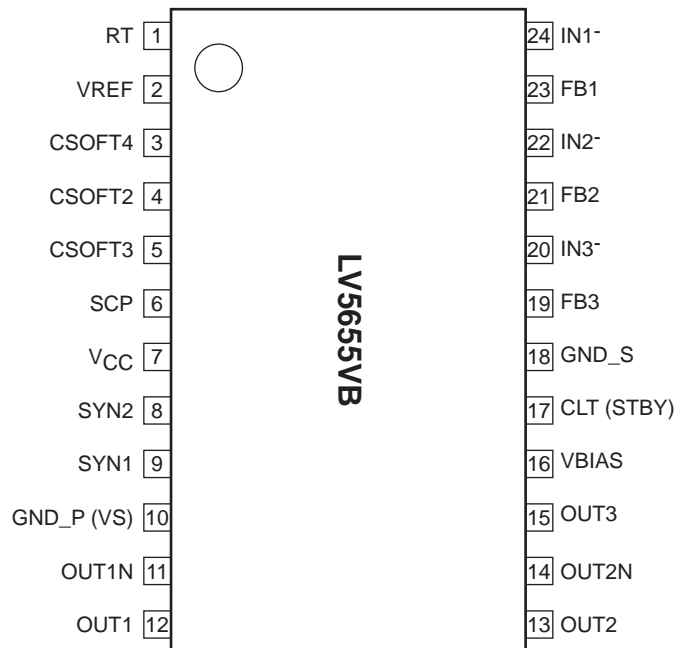 RT 1
VREF 2
CSOFT4 3
CSOFT2 4
CSOFT3 5
SCP 6
VCC 7
SYN2 8
SYN1 9
GND_P (VS) 10
OUT1N 11
OUT1 12
LV5655VB
24 IN1-
23 FB1
22 IN2-
21 FB2
20 IN3-
19 FB3
18 GND_S
17 CLT (STBY)
16 VBIAS
15 OUT3
14 OUT2N
13 OUT2